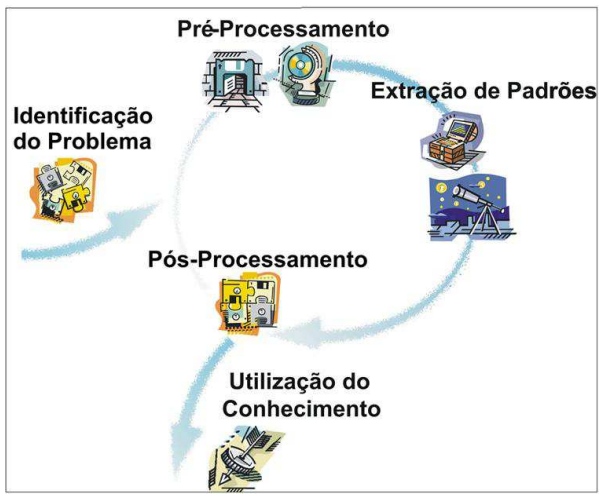 Pré-Processamento
Extração de Padrões
Identificação
do Problema
Pós-Processamento
Utilização do
Conhecimento